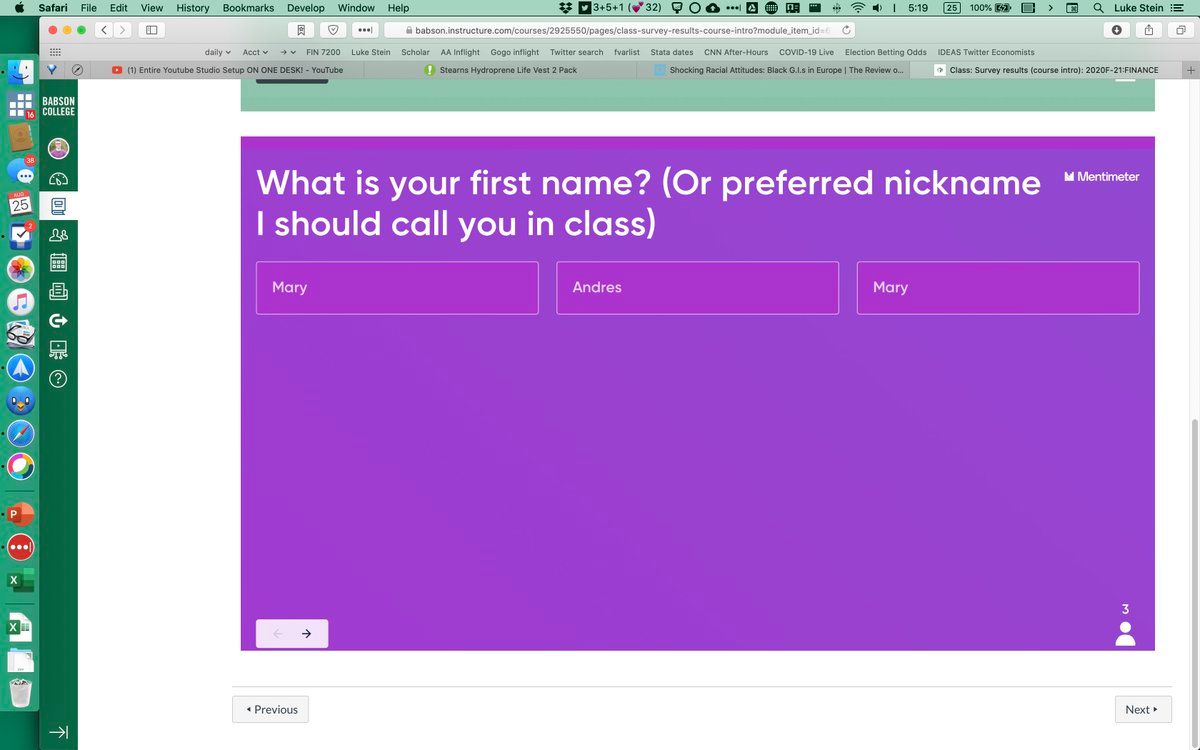 Safari File Edit View History Bookmarks Develop Window Help 3+5+1 (💕 32) 5:19 25 100% Luke Stein
babson.instructure.com/courses/2925550/pages/class-survey-results-course-intro?module_item_id=
daily Acct FIN 7200 Luke Stein Scholar AA Inflight Gogo inflight Twitter search fvarlist Stata dates CNN After-Hours COVID-19 Live Election Betting Odds IDEAS Twitter Economists
(1) Entire Youtube Studio Setup ON ONE DESK! - YouTube Stearns Hydroprene Life Vest 2 Pack Shocking Racial Attitudes: Black G.I.s in Europe | The Review o... Class: Survey results (course intro): 2020F-21:FINANCE
16
BABSON
COLLEGE
38
AUG
25
2
What is your first name? (Or preferred nickname
I should call you in class)
Mentimeter
Mary Andres Mary
P
X
X
3
Previous
Next